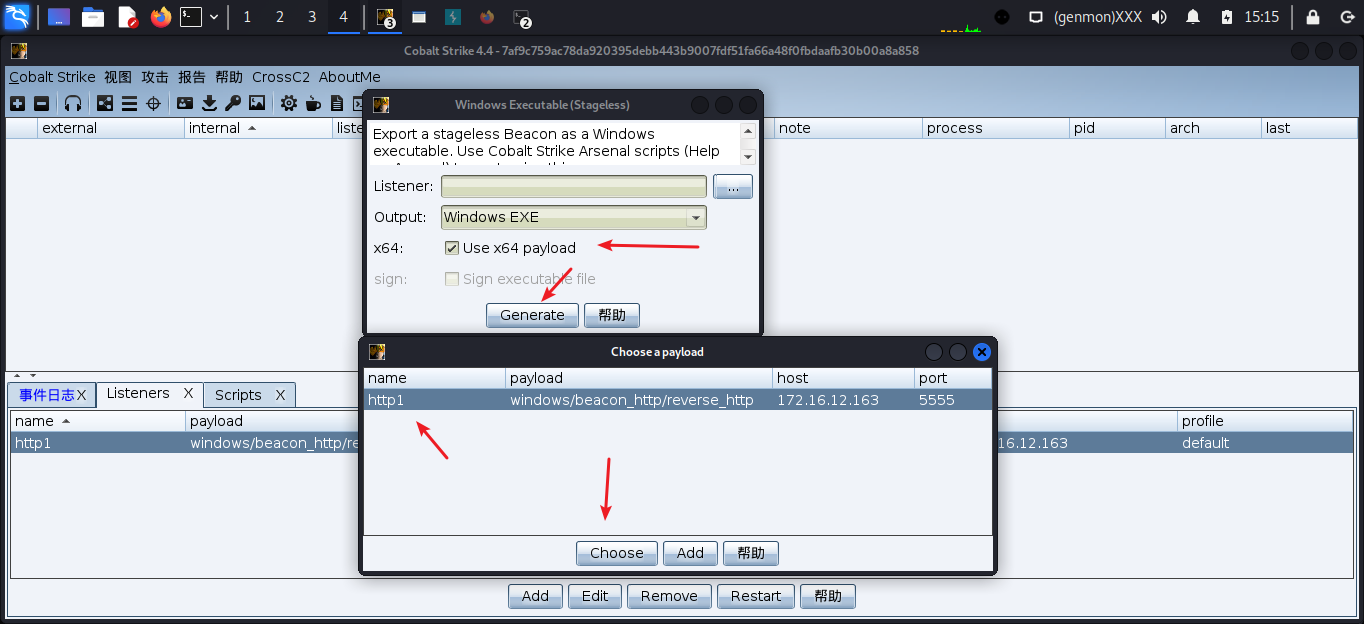 1 2 3 4 3 2 (genmon)XXX 15:15
Cobalt Strike 4.4 - 7af9c759ac78da920395debb443b9007fdf51fa66a48f0fbdaafb30b00a8a858
Cobalt Strike 视图 攻击 报告 帮助 CrossC2 AboutMe
external internal liste note process pid arch last
Windows Executable (Stageless)
Export a stageless Beacon as a Windows
executable. Use Cobalt Strike Arsenal scripts (Help
Listener: ...
Output: Windows EXE
x64: Use x64 payload
sign: Sign executable file
Generate 帮助
Choose a payload
name payload host port
http1 windows/beacon_http/reverse_http 172.16.12.163 5555
Choose Add 帮助
事件日志 X Listeners X Scripts X
name payload profile
http1 windows/beacon_http/re 16.12.163 default
Add Edit Remove Restart 帮助